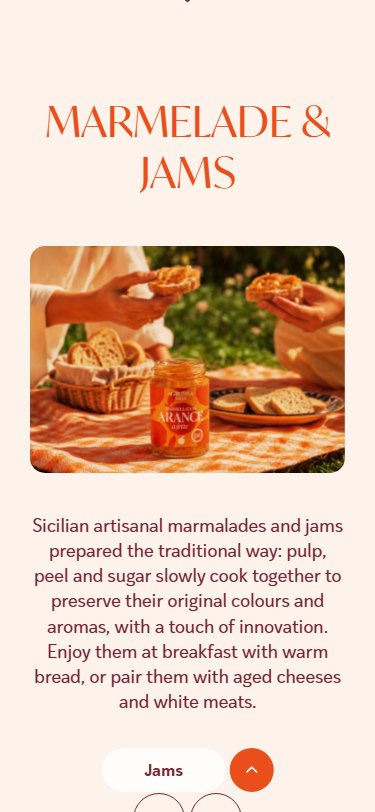 MARMELADE &
JAMS
ARANCE
Sicilian artisanal marmalades and jams
prepared the traditional way: pulp,
peel and sugar slowly cook together to
preserve their original colours and
aromas, with a touch of innovation.
Enjoy them at breakfast with warm
bread, or pair them with aged cheeses
and white meats.
Jams